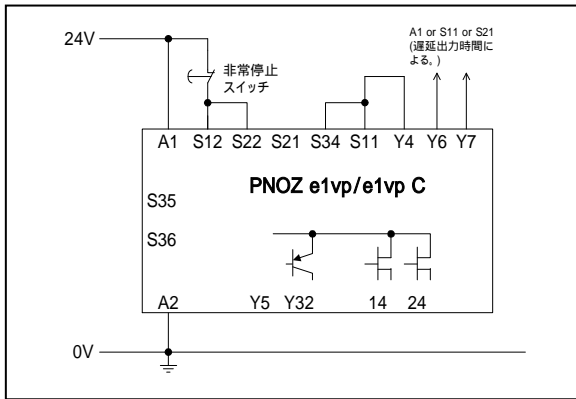 24V
非常停止
スイッチ
A1 or S11 or S21
(遅延出力時間に
よる。)
A1 S12 S22 S21 S34 S11 Y4 Y6 Y7
PNOZ e1vp/e1vp C
S35
S36
A2 Y5 Y32 14 24
0V